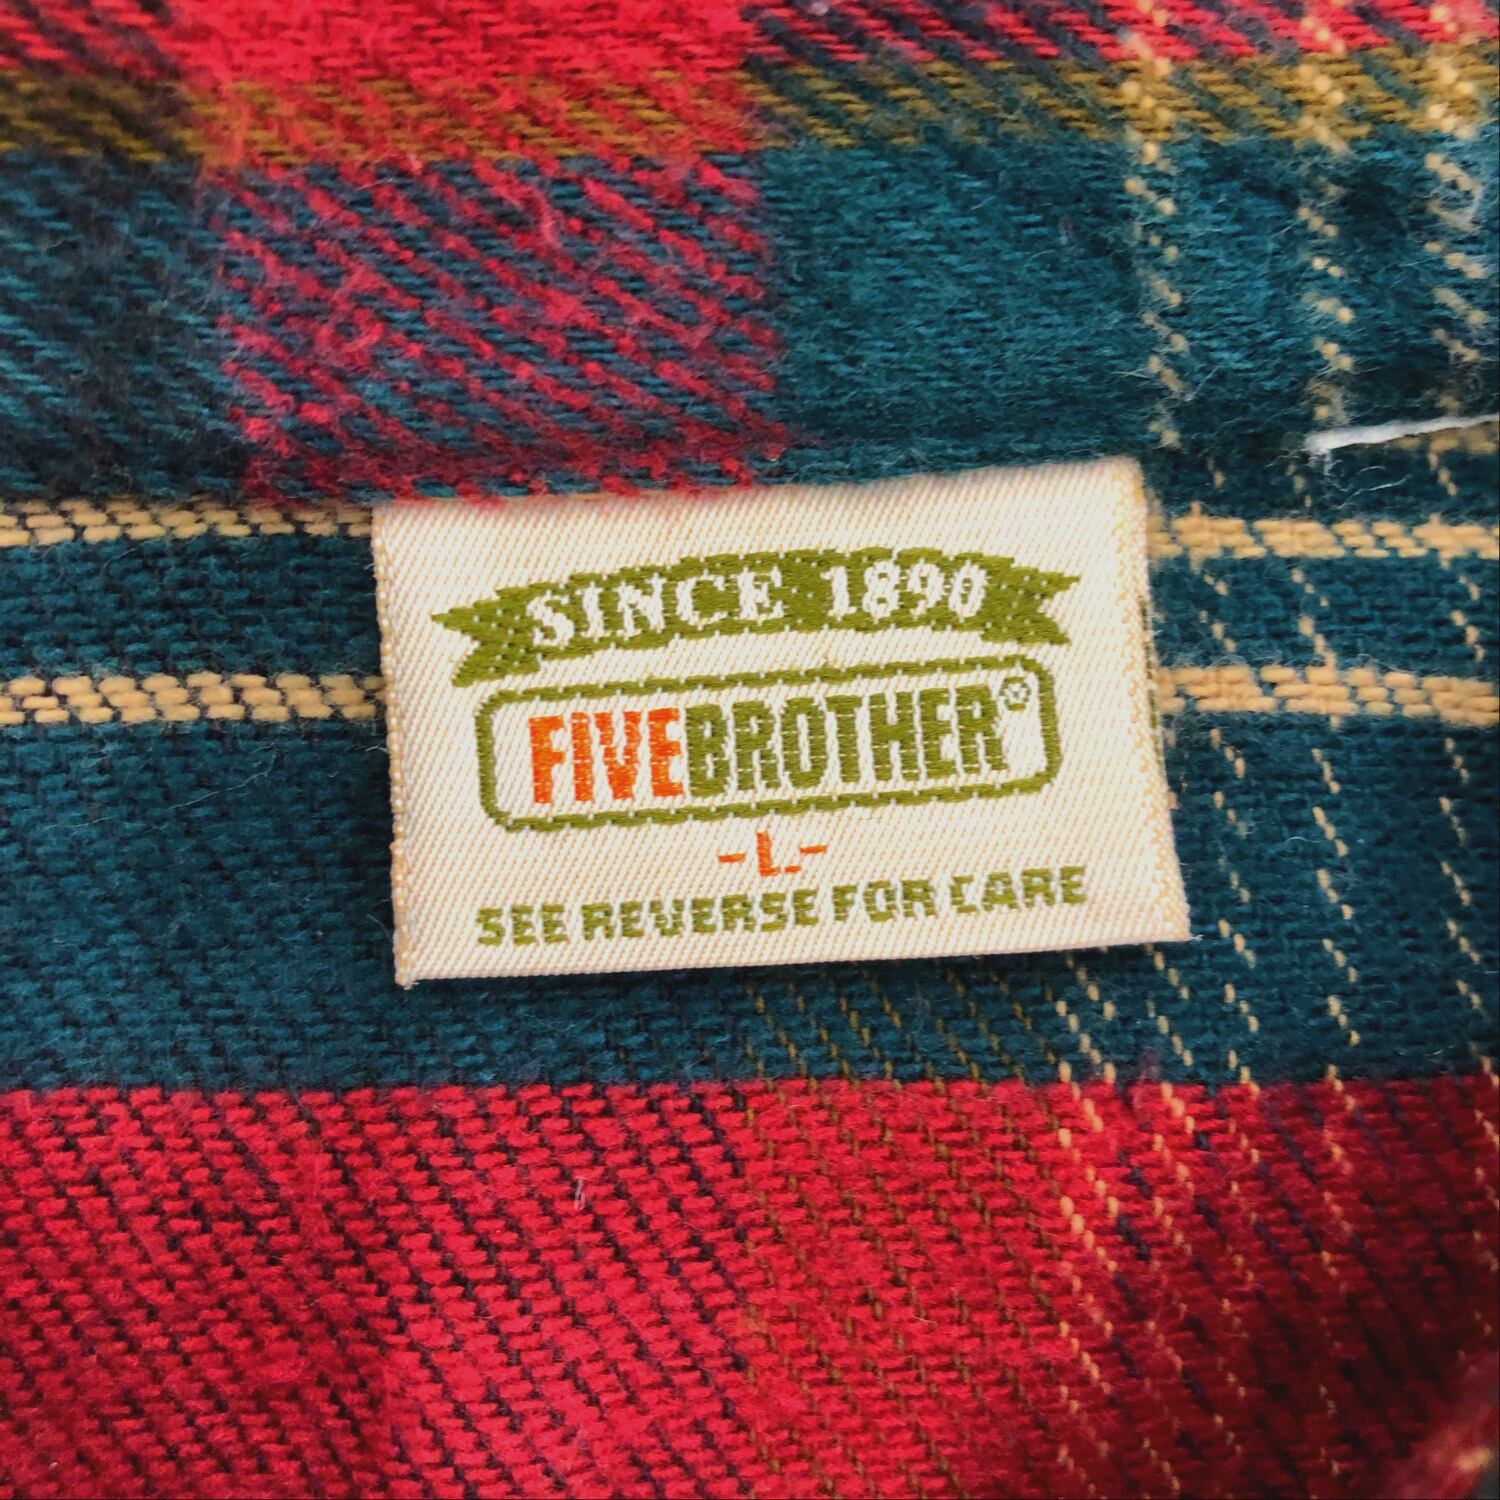 SINCE 1890
FIVEBROTHER®
-L-
SEE REVERSE FOR CARE